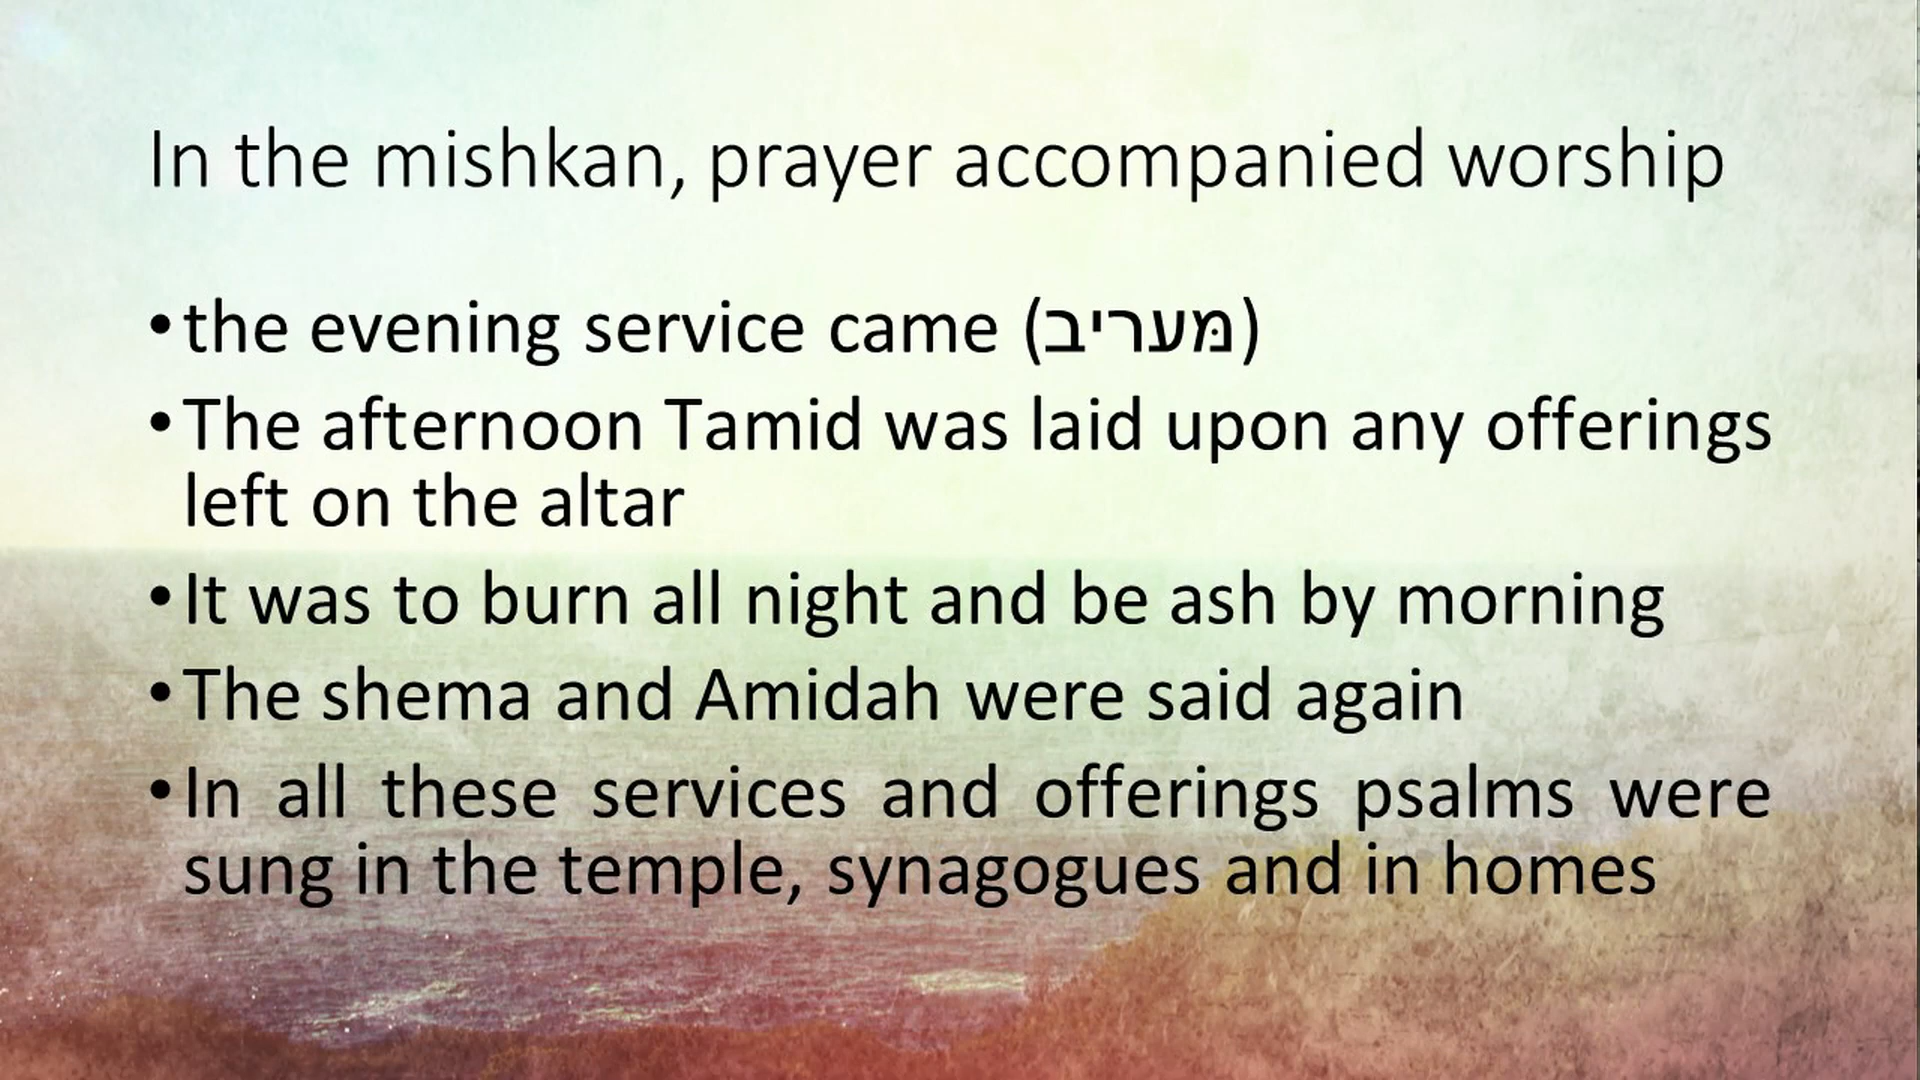 In the mishkan, prayer accompanied worship
•the evening service came (מּעריב)
•The afternoon Tamid was laid upon any offerings
left on the altar
•It was to burn all night and be ash by morning
•The shema and Amidah were said again
•In all these services and offerings psalms were
sung in the temple, synagogues and in homes